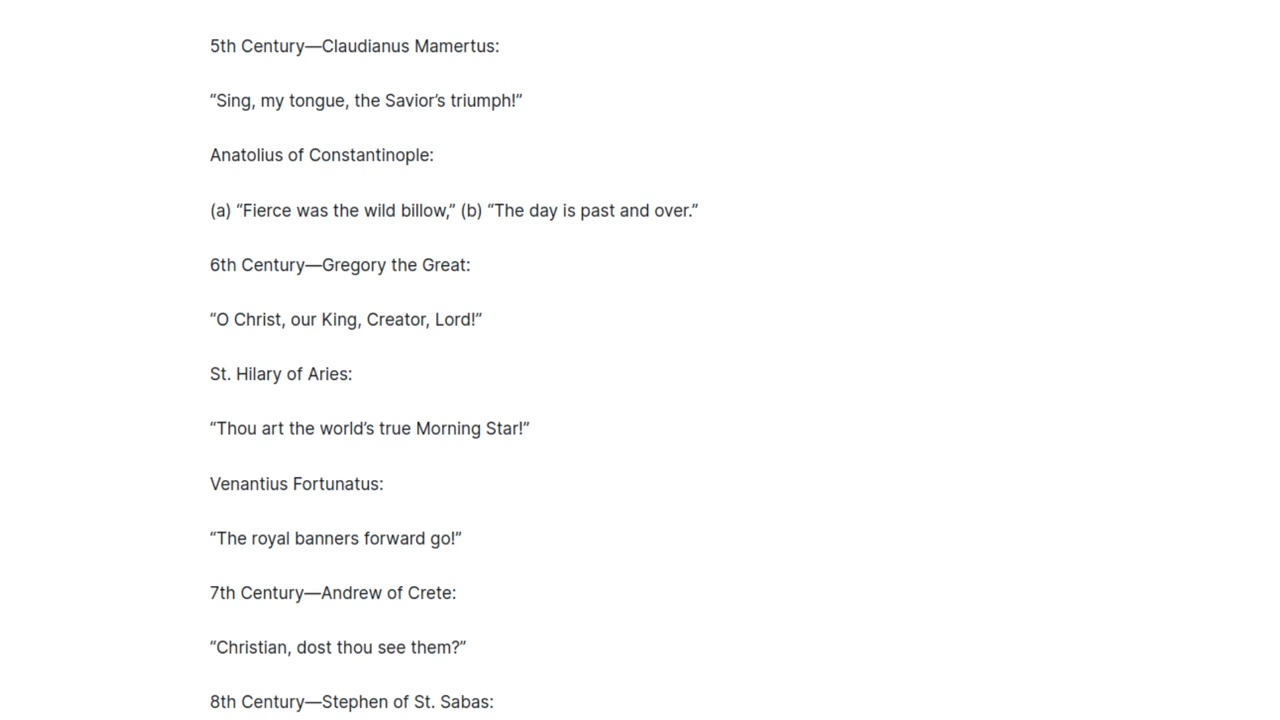 5th Century—Claudianus Mamertus:
“Sing, my tongue, the Savior’s triumph!”
Anatolius of Constantinople:
(a) “Fierce was the wild billow,” (b) “The day is past and over.”
6th Century—Gregory the Great:
“O Christ, our King, Creator, Lord!”
St. Hilary of Aries:
“Thou art the world’s true Morning Star!”
Venantius Fortunatus:
“The royal banners forward go!”
7th Century—Andrew of Crete:
“Christian, dost thou see them?”
8th Century—Stephen of St. Sabas: